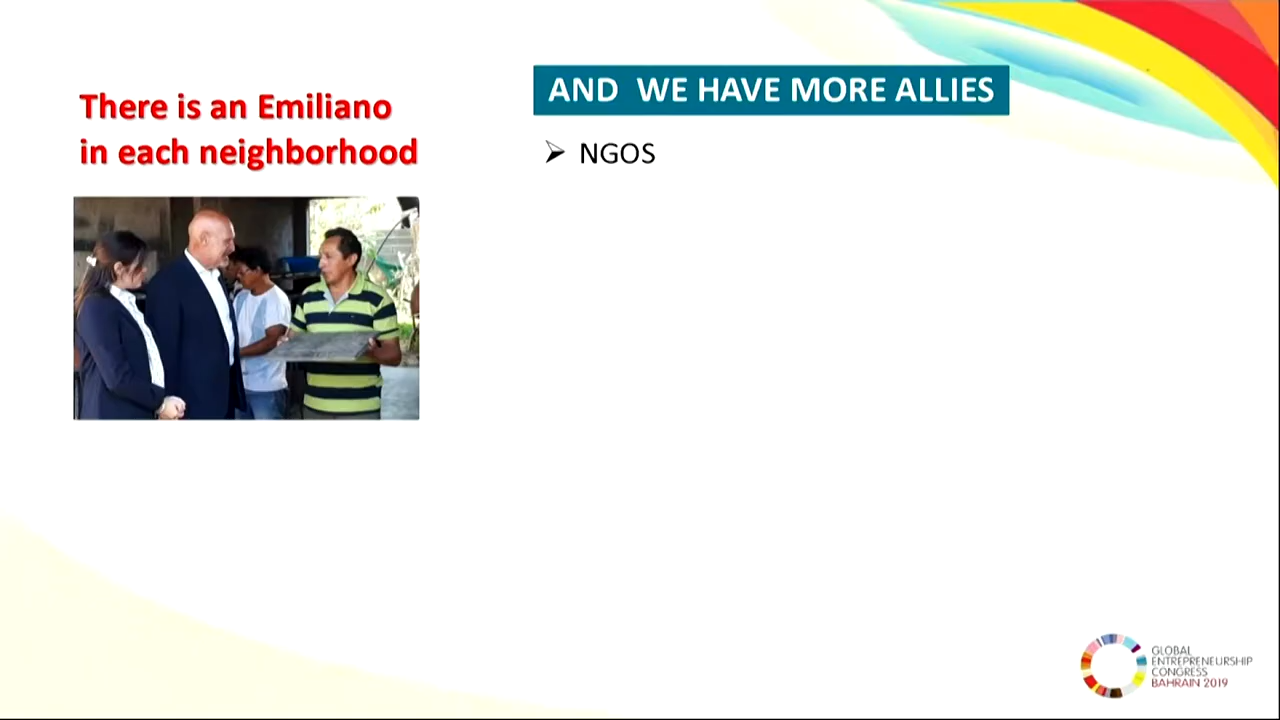 There is an Emiliano
in each neighborhood
AND WE HAVE MORE ALLIES
➢ NGOS
GLOBAL
ENTREPRENEURSHIP
CONGRESS
BAHRAIN 2019